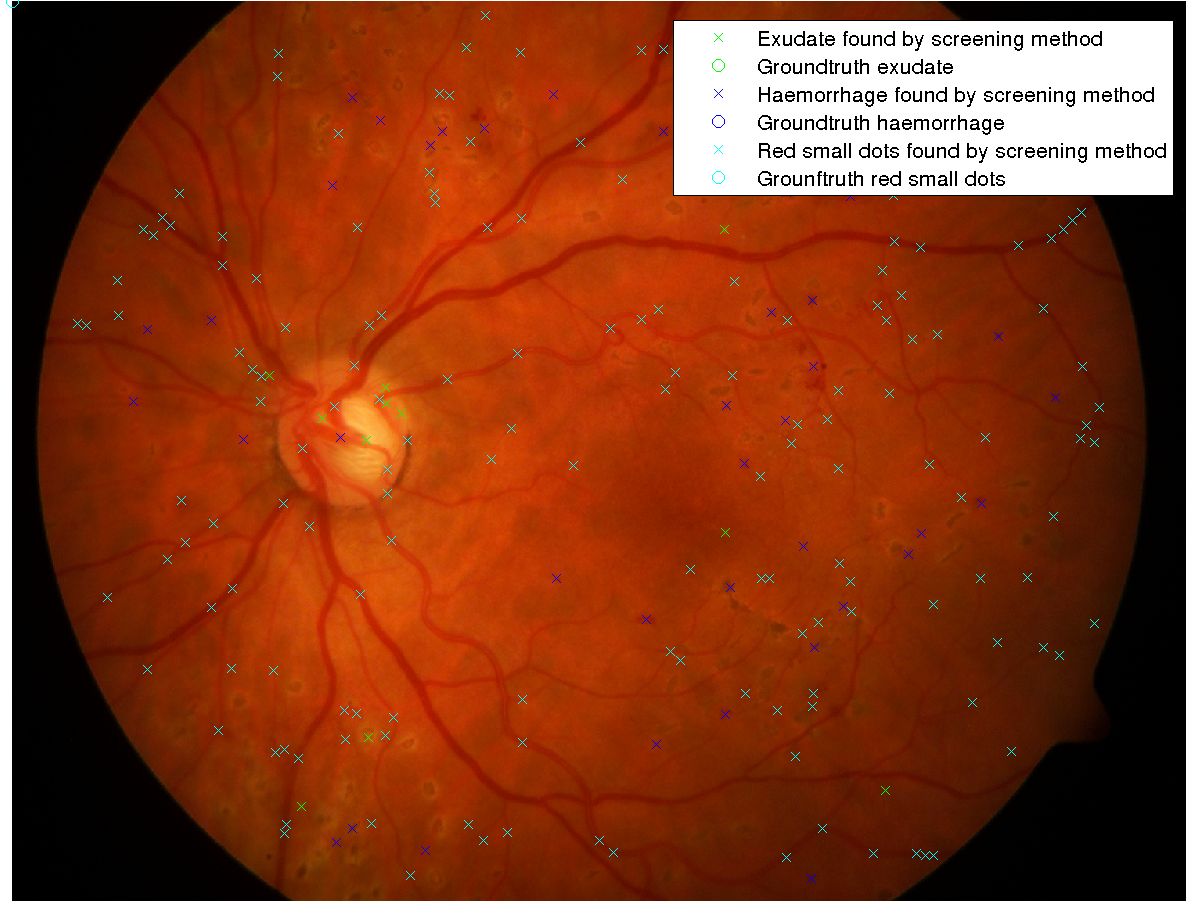 Exudate found by screening method
Groundtruth exudate
Haemorrhage found by screening method
Groundtruth haemorrhage
Red small dots found by screening method
Grounftruth red small dots